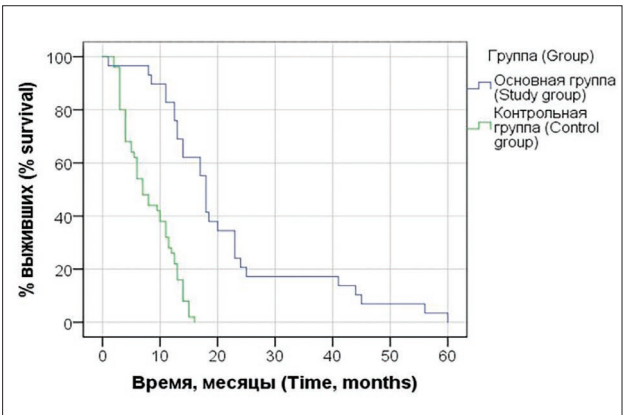 % выживших (% survival)
100
80
60
40
20
0
0 10 20 30 40 50 60
Время, месяцы (Time, months)
Группа (Group)
Основная группа
(Study group)
Контрольная
группа (Control
group)